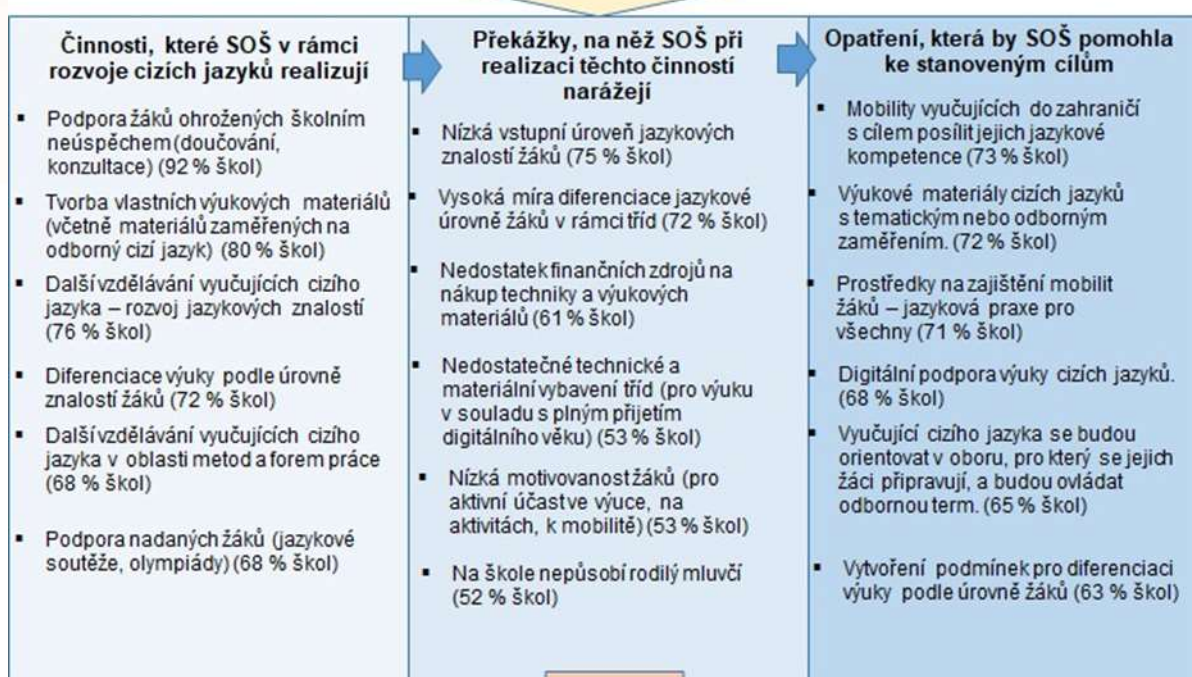 Činnosti, které SOŠ v rámci
rozvoje cizích jazyků realizují
▪ Podpora žáků ohrožených školním
neúspěchem (doučování,
konzultace) (92 % škol)
▪ Tvorba vlastních výukových materiálů
(včetně materiálů zaměřených na
odborný cizí jazyk) (80 % škol)
▪ Další vzdělávání vyučujících cizího
jazyka – rozvoj jazykových znalostí
(76 % škol)
▪ Diferenciace výuky podle úrovně
znalostí žáků (72 % škol)
▪ Další vzdělávání vyučujících cizího
jazyka v oblasti metod a forem práce
(68 % škol)
▪ Podpora nadaných žáků (jazykové
soutěže, olympiády) (68 % škol)
Překážky, na něž SOŠ při
realizaci těchto činností
narážejí
▪ Nízká vstupní úroveň jazykových
znalostí žáků (75 % škol)
▪ Vysoká míra diferenciace jazykové
úrovně žáků v rámci tříd (72 % škol)
▪ Nedostatek finančních zdrojů na
nákup techniky a výukových
materiálů (61 % škol)
▪ Nedostatečné technické a
materiální vybavení tříd (pro výuku
v souladu s plným přijetím
digitálního věku) (53 % škol)
▪ Nízká motivovanost žáků (pro
aktivní účast ve výuce, na
aktivitách, k mobilitě) (53 % škol)
▪ Na škole nepůsobí rodilý mluvčí
(52 % škol)
Opatření, která by SOŠ pomohla
ke stanoveným cílům
▪ Mobility vyučujících do zahraničí
s cílem posílit jejich jazykové
kompetence (73 % škol)
▪ Výukové materiály cizích jazyků
s tematickým nebo odborným
zaměřením. (72 % škol)
▪ Prostředky na zajištění mobilit
žáků – jazyková praxe pro
všechny (71 % škol)
▪ Digitální podpora výuky cizích jazyků.
(68 % škol)
▪ Vyučující cizího jazyka se budou
orientovat v oboru, pro který se jejich
žáci připravují, a budou ovládat
odbornou term. (65 % škol)
▪ Vytvoření podmínek pro diferenciaci
výuky podle úrovně žáků (63 % škol)